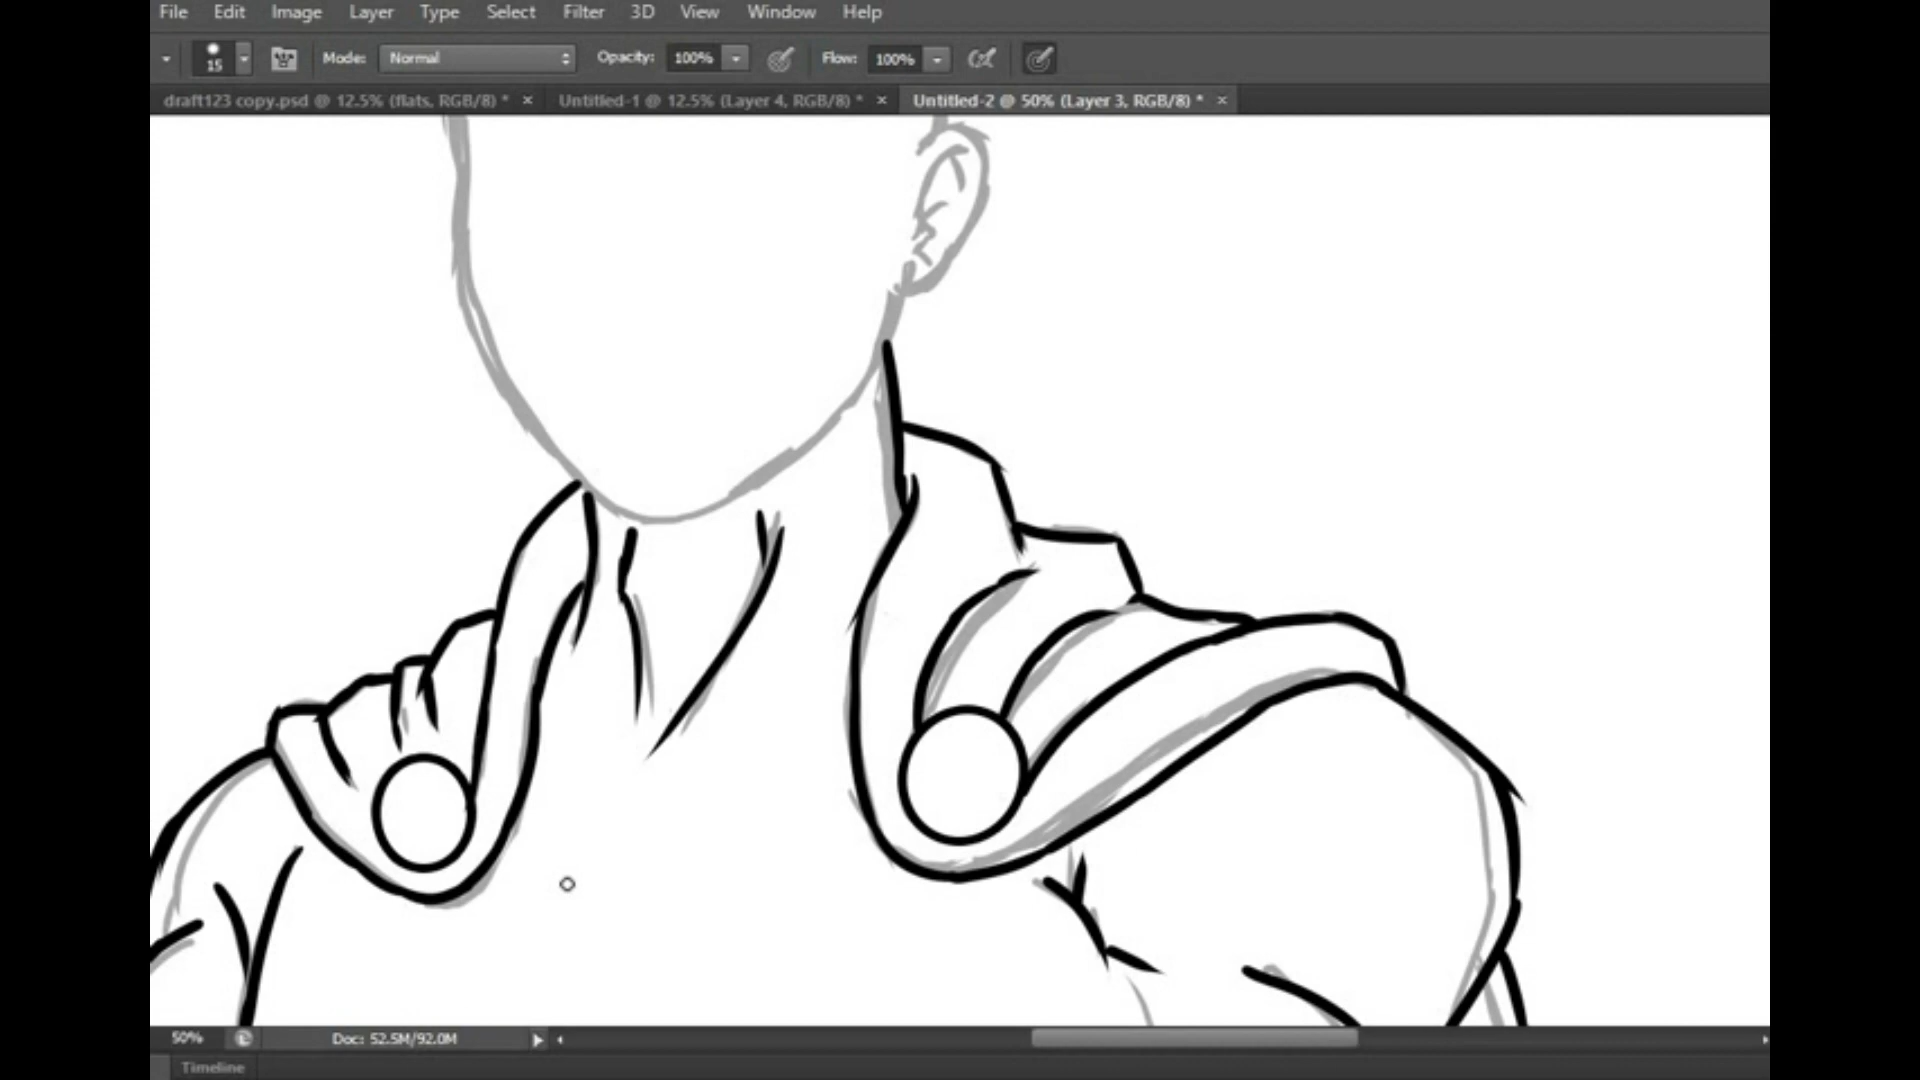 File Edit Image Layer Type Select Filter 3D View Window Help
15 Mode: Normal Opacity: 100% Flow: 100%
draft123 copy.psd @ 12.5% (flats, RGB/8) * × Untitled-1 @ 12.5% (Layer 4, RGB/8) * × Untitled-2 @ 50% (Layer 3, RGB/8) * ×
50% Doc: 52.5M/92.0M
Timeline